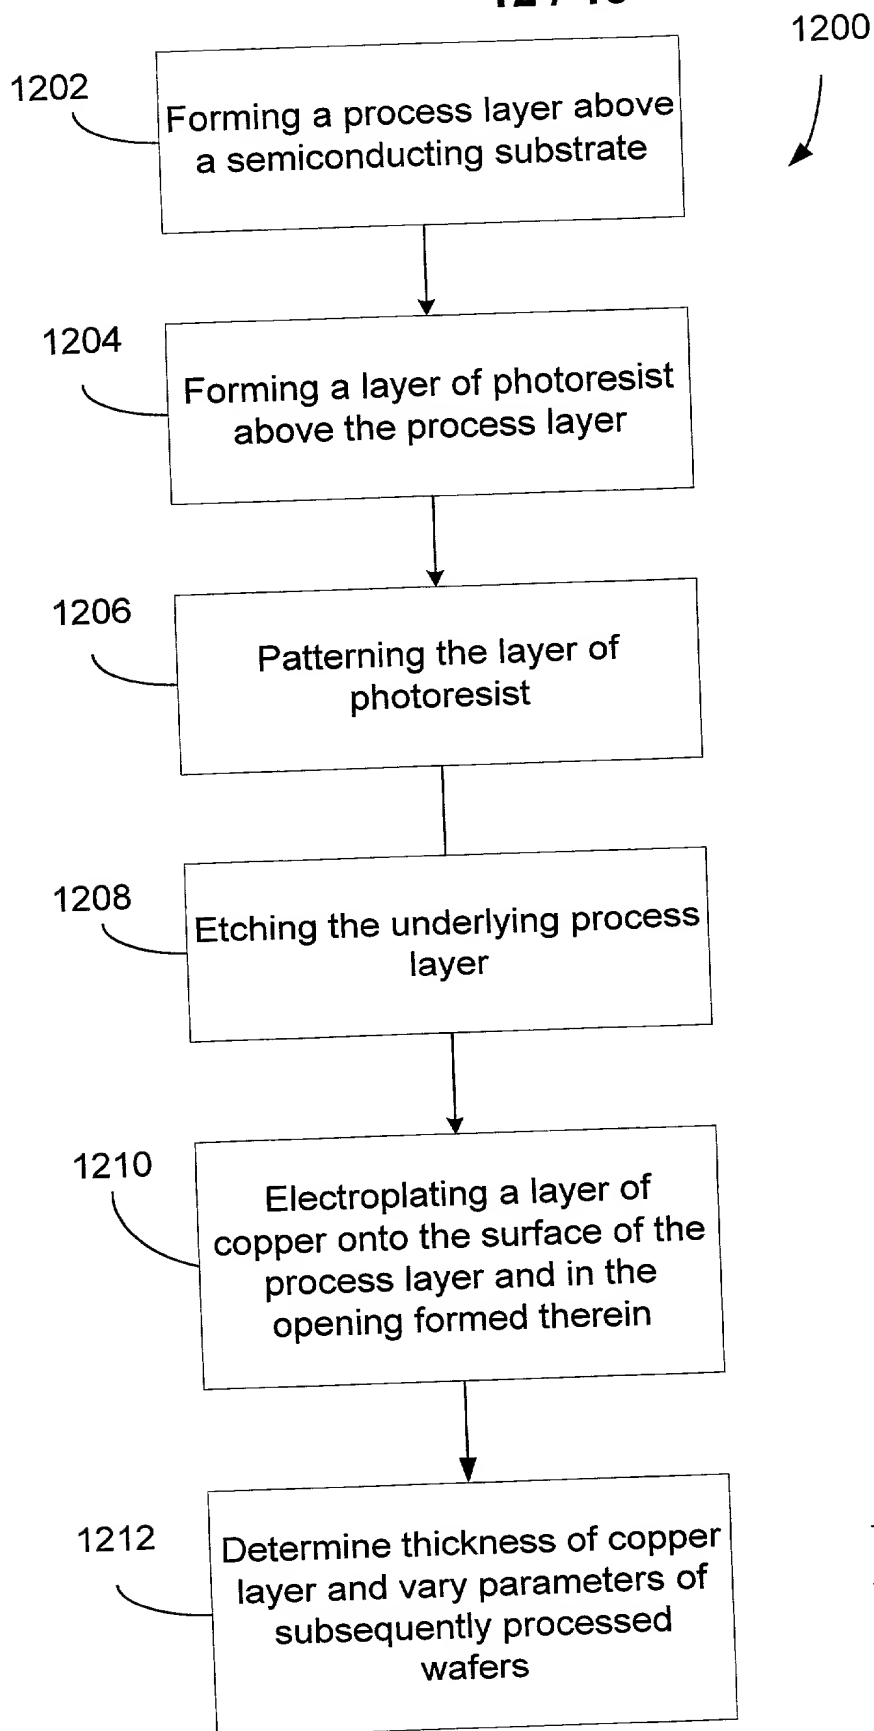 1200
1202
Forming a process layer above
a semiconducting substrate
1204
Forming a layer of photoresist
above the process layer
1206
Patterning the layer of
photoresist
1208
Etching the underlying process
layer
1210
Electroplating a layer of
copper onto the surface of the
process layer and in the
opening formed therein
1212
Determine thickness of copper
layer and vary parameters of
subsequently processed
wafers